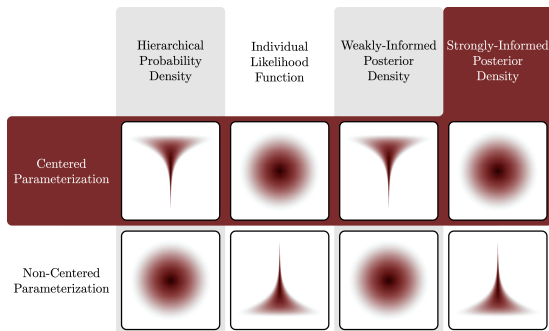 Hierarchical
Probability
Density
Individual
Likelihood
Function
Weakly-Informed
Posterior
Density
Strongly-Informed
Posterior
Density
Centered
Parameterization
Non-Centered
Parameterization